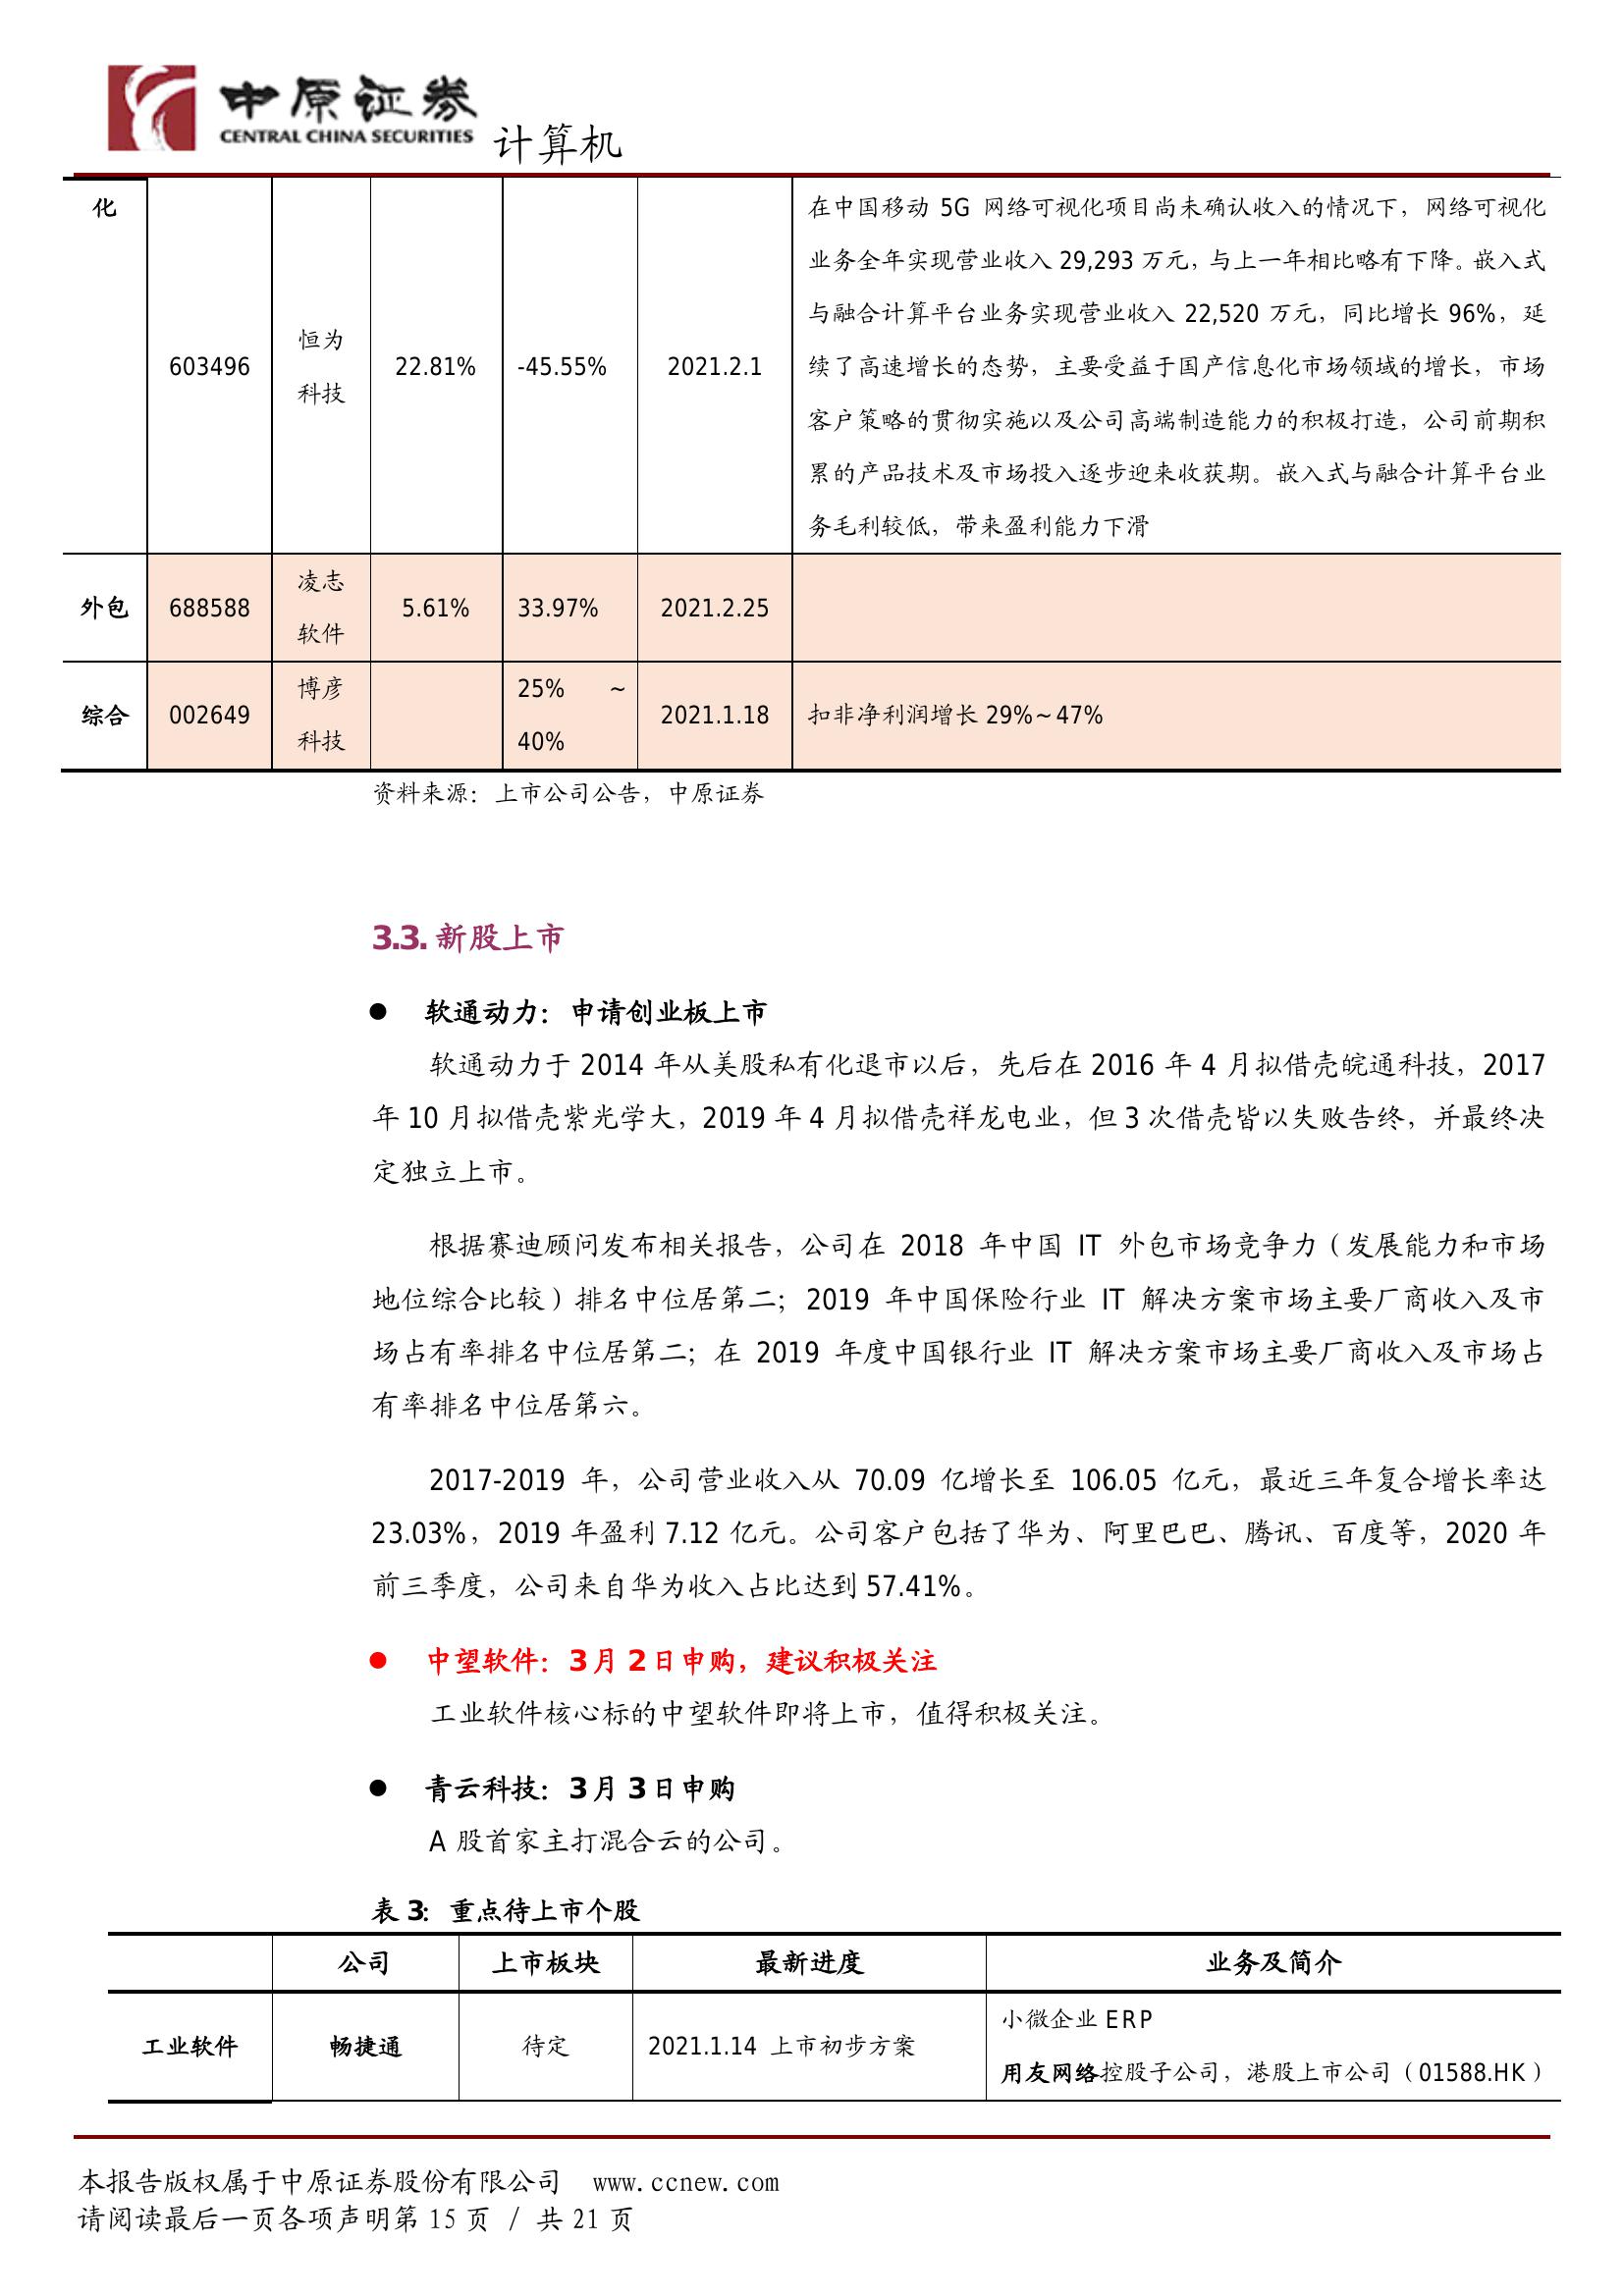 中原证券
CENTRAL CHINA SECURITIES
计算机
化
603496
恒为
科技
22.81%
-45.55%
2021.2.1
在中国移动 5G 网络可视化项目尚未确认收入的情况下，网络可视化
业务全年实现营业收入 29,293 万元，与上一年相比略有下降。嵌入式
与融合计算平台业务实现营业收入 22,520 万元，同比增长 96%，延
续了高速增长的态势，主要受益于国产信息化市场领域的增长，市场
客户策略的贯彻实施以及公司高端制造能力的积极打造，公司前期积
累的产品技术及市场投入逐步迎来收获期。嵌入式与融合计算平台业
务毛利较低，带来盈利能力下滑
外包
688588
凌志
软件
5.61%
33.97%
2021.2.25
综合
002649
博彦
科技
25% ~
40%
2021.1.18
扣非净利润增长 29%~47%
资料来源：上市公司公告，中原证券
3.3. 新股上市
● 软通动力：申请创业板上市
软通动力于 2014 年从美股私有化退市以后，先后在 2016 年 4 月拟借壳皖通科技，2017
年 10 月拟借壳紫光学大，2019 年 4 月拟借壳祥龙电业，但 3 次借壳皆以失败告终，并最终决
定独立上市。
根据赛迪顾问发布相关报告，公司在 2018 年中国 IT 外包市场竞争力（发展能力和市场
地位综合比较）排名中位居第二；2019 年中国保险行业 IT 解决方案市场主要厂商收入及市
场占有率排名中位居第二；在 2019 年度中国银行业 IT 解决方案市场主要厂商收入及市场占
有率排名中位居第六。
2017-2019 年，公司营业收入从 70.09 亿增长至 106.05 亿元，最近三年复合增长率达
23.03%，2019 年盈利 7.12 亿元。公司客户包括了华为、阿里巴巴、腾讯、百度等，2020 年
前三季度，公司来自华为收入占比达到 57.41%。
● 中望软件：3 月 2 日申购，建议积极关注
工业软件核心标的中望软件即将上市，值得积极关注。
● 青云科技：3 月 3 日申购
A 股首家主打混合云的公司。
表 3：重点待上市个股
公司 上市板块 最新进度 业务及简介
工业软件
畅捷通
待定
2021.1.14 上市初步方案
小微企业 ERP
用友网络控股子公司，港股上市公司（01588.HK）
本报告版权属于中原证券股份有限公司 www.ccnew.com
请阅读最后一页各项声明第 15 页 / 共 21 页